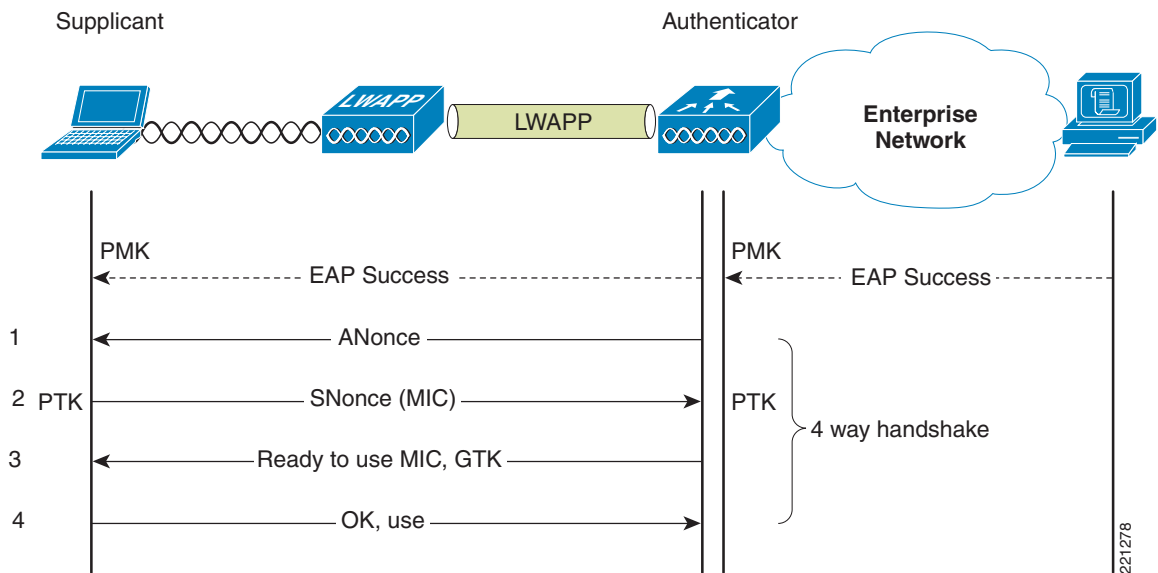 Supplicant
Authenticator
LWAPP
LWAPP
Enterprise
Network
PMK
PMK
EAP Success
EAP Success
1
ANonce
2
PTK
SNonce (MIC)
PTK
4 way handshake
3
Ready to use MIC, GTK
4
OK, use
221278